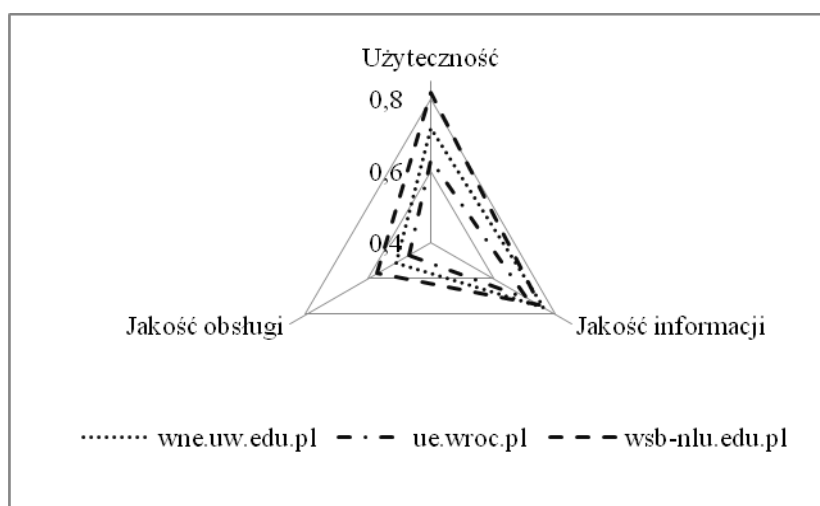 Użyteczność
0,8
0,6
0,4
Jakość obsługi
Jakość informacji
wne.uw.edu.pl
ue.wroc.pl
wsb-nlu.edu.pl